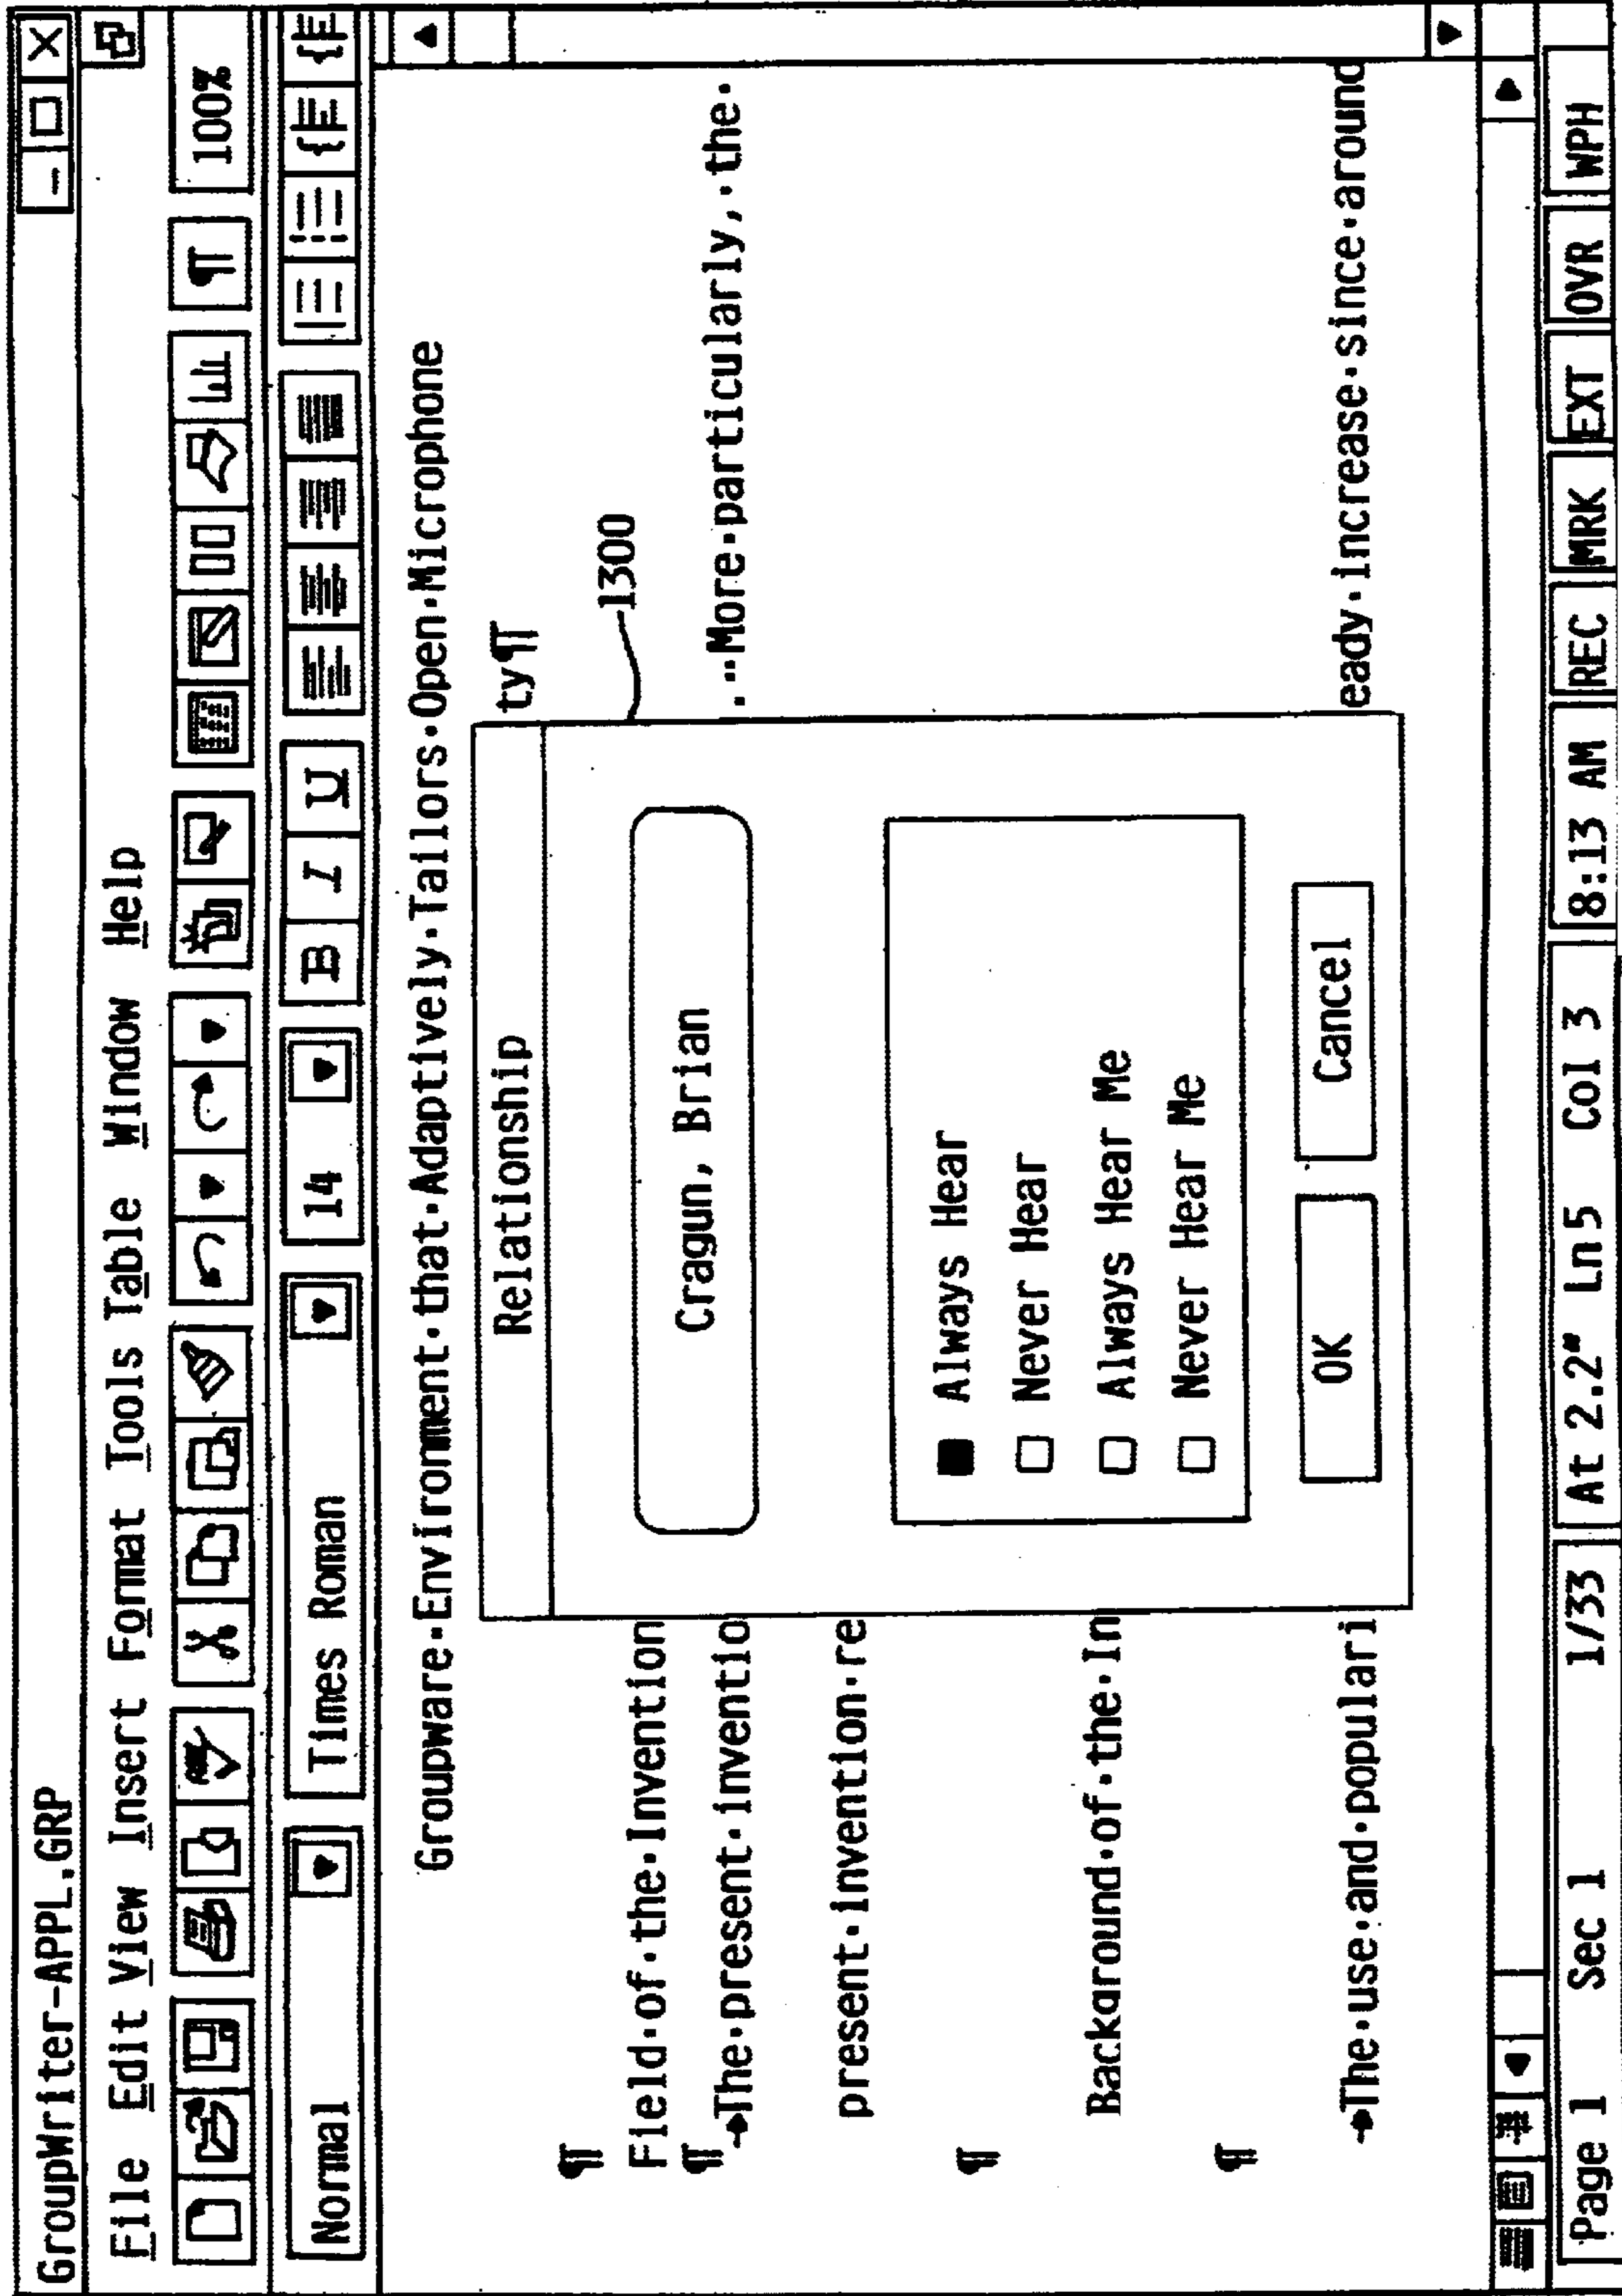 GroupWriter-APPL.GRP
File Edit View Insert Format Tools Table Window Help
100%
Normal Times Roman 14 B I U
Groupware·Environment·that·Adaptively·Tailors·Open·Microphone
ty¶
¶
Relationship
1300
Field·of·the·Invention
Cragun, Brian
¶
The·present·inventio
.··More·particularly,·the·
present·invention·re
Always Hear
¶
Never Hear
Background·of·the·In
Always Hear Me
Never Hear Me
¶
OK Cancel
The·use·and·populari
eady·increase·since·around
Page 1 Sec 1 1/33 At 2.2" Ln5 Col 3 8:13 AM REC MRK EXT OVR WPH